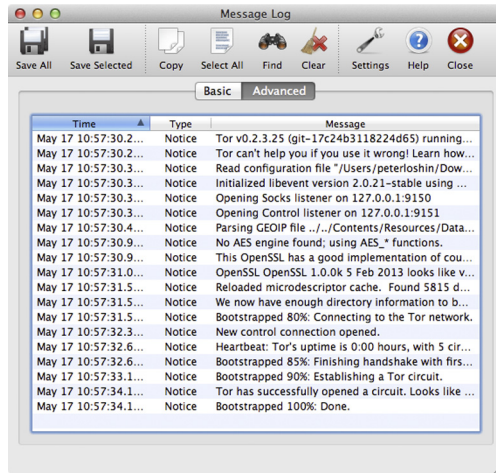 Message Log
Save All Save Selected Copy Select All Find Clear Settings Help Close
Basic Advanced
Time Type Message
May 17 10:57:30.2... Notice Tor v0.2.3.25 (git-17c24b3118224d65) running...
May 17 10:57:30.2... Notice Tor can't help you if you use it wrong! Learn how...
May 17 10:57:30.3... Notice Read configuration file "/Users/peterloshin/Dow...
May 17 10:57:30.3... Notice Initialized libevent version 2.0.21-stable using ...
May 17 10:57:30.3... Notice Opening Socks listener on 127.0.0.1:9150
May 17 10:57:30.3... Notice Opening Control listener on 127.0.0.1:9151
May 17 10:57:30.4... Notice Parsing GEOIP file ../../Contents/Resources/Data...
May 17 10:57:30.9... Notice No AES engine found; using AES_* functions.
May 17 10:57:30.9... Notice This OpenSSL has a good implementation of cou...
May 17 10:57:31.0... Notice OpenSSL OpenSSL 1.0.0k 5 Feb 2013 looks like v...
May 17 10:57:31.5... Notice Reloaded microdescriptor cache. Found 5815 d...
May 17 10:57:31.5... Notice We now have enough directory information to b...
May 17 10:57:31.5... Notice Bootstrapped 80%: Connecting to the Tor network.
May 17 10:57:32.3... Notice New control connection opened.
May 17 10:57:32.6... Notice Heartbeat: Tor's uptime is 0:00 hours, with 5 cir...
May 17 10:57:32.6... Notice Bootstrapped 85%: Finishing handshake with firs...
May 17 10:57:33.1... Notice Bootstrapped 90%: Establishing a Tor circuit.
May 17 10:57:34.1... Notice Tor has successfully opened a circuit. Looks like ...
May 17 10:57:34.1... Notice Bootstrapped 100%: Done.